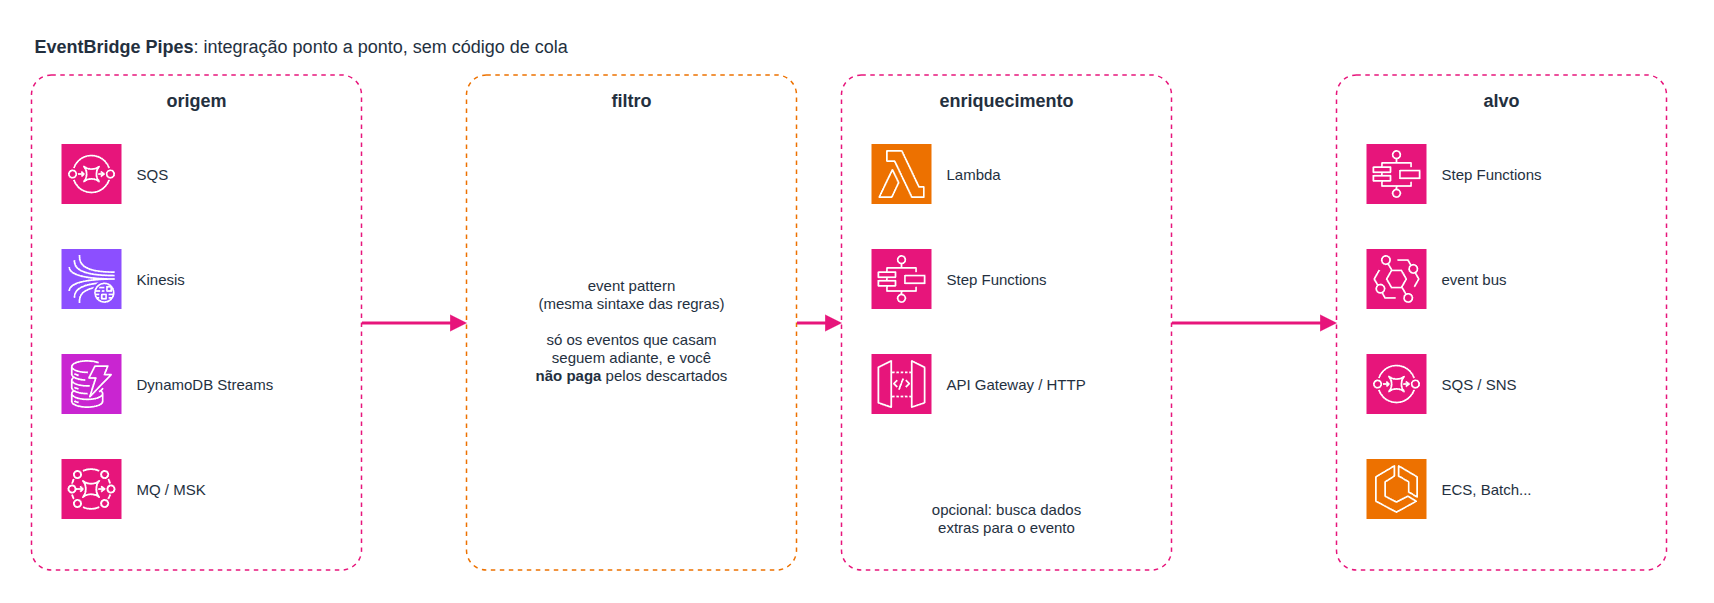 EventBridge Pipes: integração ponto a ponto, sem código de cola
origem
SQS
Kinesis
DynamoDB Streams
MQ / MSK
filtro
event pattern
(mesma sintaxe das regras)
só os eventos que casam
seguem adiante, e você
não paga pelos descartados
enriquecimento
Lambda
Step Functions
API Gateway / HTTP
opcional: busca dados
extras para o evento
alvo
Step Functions
event bus
SQS / SNS
ECS, Batch...